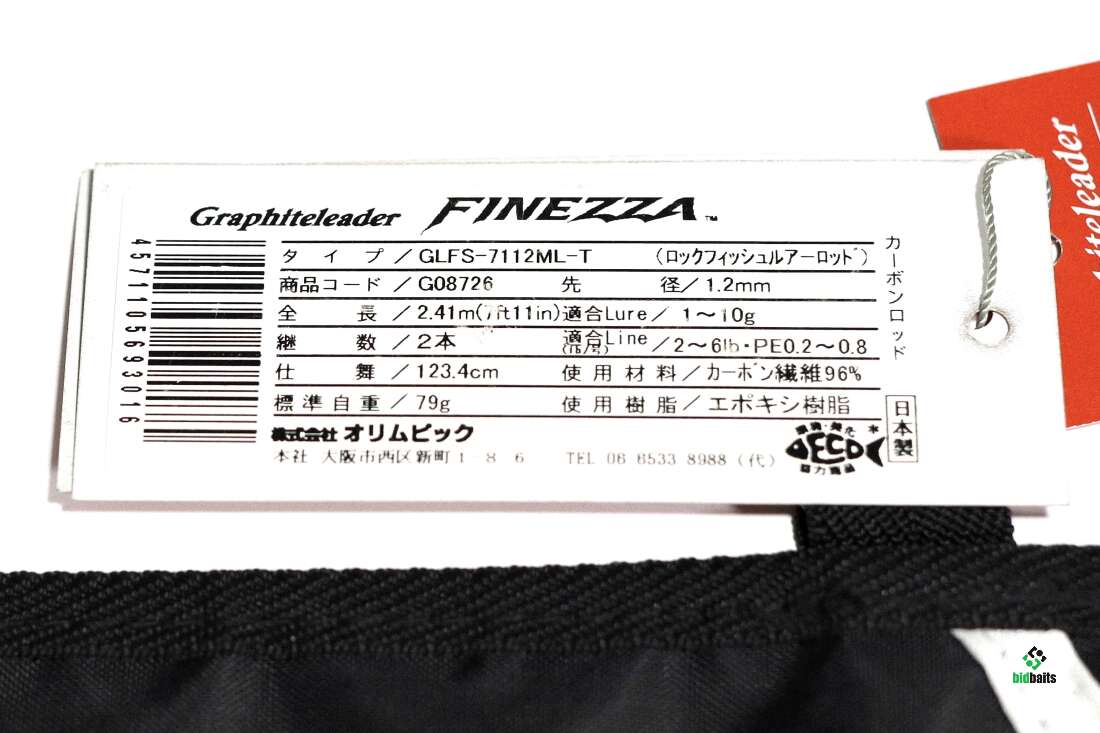 Graphiteleader FINEZZA™
タイプ/GLFS-7112ML-T (ロックフィッシュルアーロッド)
商品コード/G08726 先径/1.2mm
全長/2.41m(7ft11in) 適合Lure/1~10g
継数/2本 適合Line(lb/号)/2~6lb・PE0.2~0.8
仕舞/123.4cm 使用材料/カーボン繊維96%
標準自重/79g 使用樹脂/エポキシ樹脂
株式会社 オリムピック
本社 大阪市西区新町1 8 6 TEL 06 6533 8988(代)
カーボンロッド
日本製
ECO
4571105693016
iteleader
bidbaits